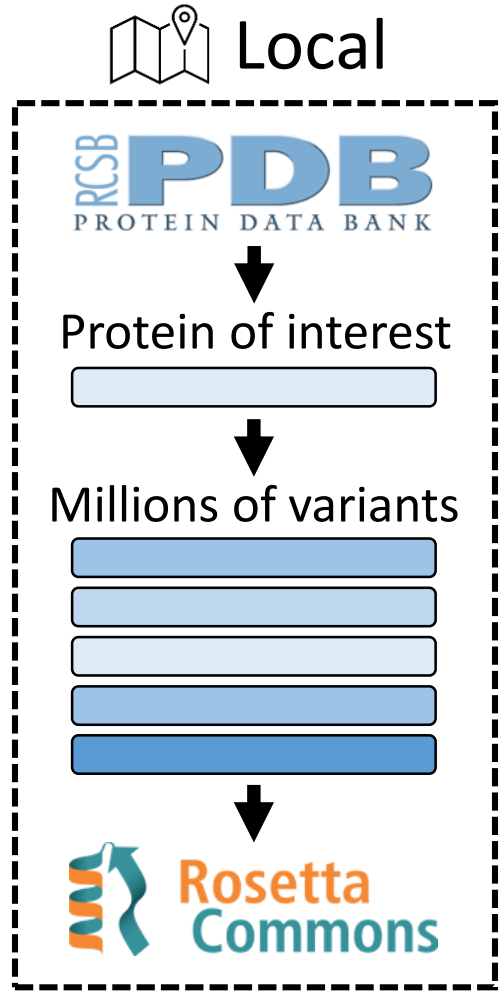 Local
RCSB PDB
PROTEIN DATA BANK
Protein of interest
Millions of variants
Rosetta
Commons